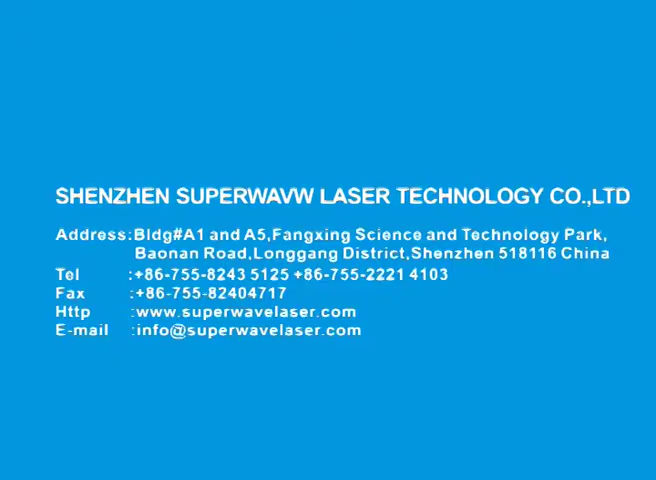 SHENZHEN SUPERWAVW LASER TECHNOLOGY CO.,LTD
Address:Bldg#A1 and A5,Fangxing Science and Technology Park,
Baonan Road,Longgang District,Shenzhen 518116 China
Tel :+86-755-8243 5125 +86-755-2221 4103
Fax :+86-755-82404717
Http :www.superwavelaser.com
E-mail :info@superwavelaser.com